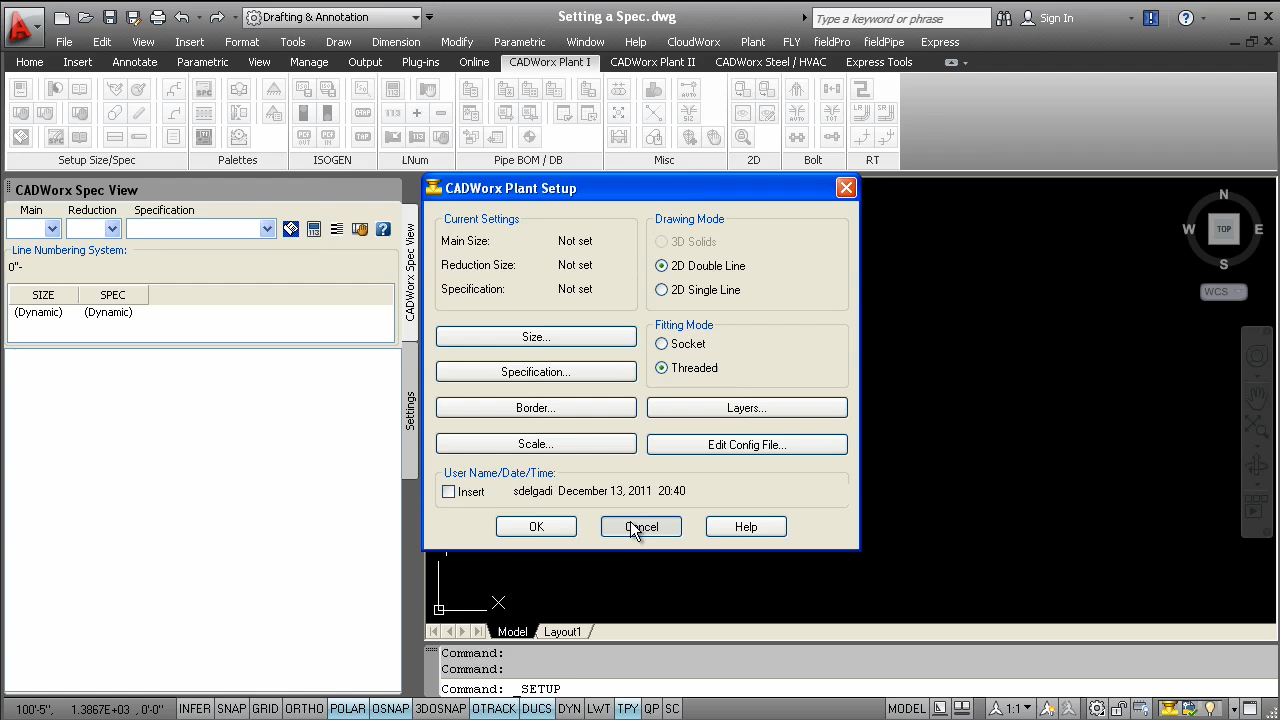 Drafting & Annotation
Setting a Spec.dwg
Type a keyword or phrase
Sign In
File Edit View Insert Format Tools Draw Dimension Modify Parametric Window Help CloudWorx Plant FLY fieldPro fieldPipe Express
Home Insert Annotate Parametric View Manage Output Plug-ins Online CADWorx Plant I CADWorx Plant II CADWorx Steel / HVAC Express Tools
Setup Size/Spec Palettes ISOGEN LNum Pipe BOM / DB Misc 2D Bolt RT
CADWorx Spec View
Main Reduction Specification
Line Numbering System:
0"-
SIZE SPEC
(Dynamic) (Dynamic)
CADWorx Spec View
Settings
CADWorx Plant Setup
Current Settings
Main Size: Not set
Reduction Size: Not set
Specification: Not set
Drawing Mode
3D Solids
2D Double Line
2D Single Line
Fitting Mode
Socket
Threaded
Size...
Specification...
Border...
Layers...
Scale...
Edit Config File...
User Name/Date/Time:
Insert sdelgadi December 13, 2011 20:40
OK Cancel Help
N
W TOP E
S
WCS
Model Layout1
Command:
Command:
Command: _SETUP
100'-5", 1.3867E+03 , 0'-0" INFER SNAP GRID ORTHO POLAR OSNAP 3DOSNAP OTRACK DUCS DYN LWT TPY QP SC MODEL 1:1